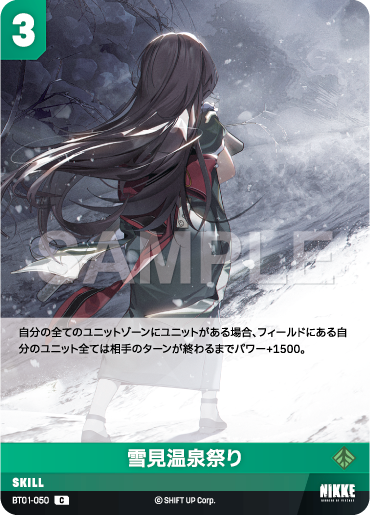 3
SAMPLE
自分の全てのユニットゾーンにユニットがある場合、フィールドにある自
分のユニット全ては相手のターンが終わるまでパワー+1500。
雪見温泉祭り
SKILL
BT01-050 C
© SHIFT UP Corp.
NIKKE
GODDESS OF VICTORY